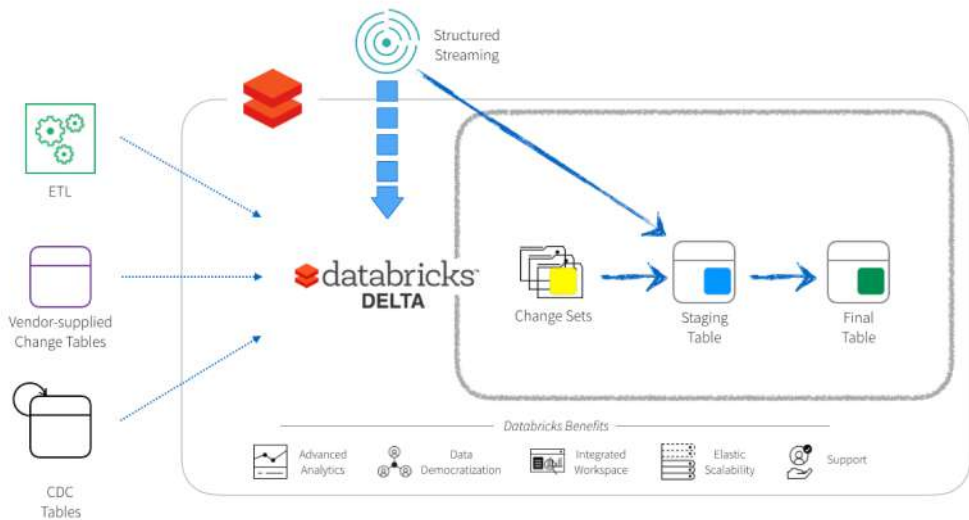 Structured
Streaming
ETL
Vendor-supplied
Change Tables
CDC
Tables
databricks™
DELTA
Change Sets
Staging
Table
Final
Table
Databricks Benefits
Advanced
Analytics
Data
Democratization
Integrated
Workspace
Elastic
Scalability
Support